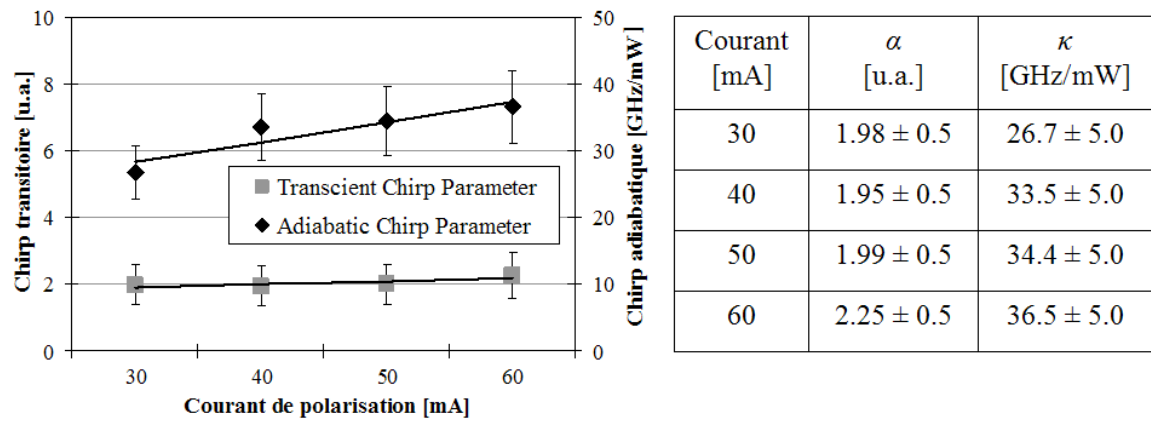 10
8
6
4
2
0
Chirp transitoire [u.a.]
50
40
30
20
10
0
Chirp adiabatique [GHz/mW]
Transcient Chirp Parameter
Adiabatic Chirp Parameter
30 40 50 60
Courant de polarisation [mA]
Courant [mA] α [u.a.] κ [GHz/mW]
30 1.98 ± 0.5 26.7 ± 5.0
40 1.95 ± 0.5 33.5 ± 5.0
50 1.99 ± 0.5 34.4 ± 5.0
60 2.25 ± 0.5 36.5 ± 5.0